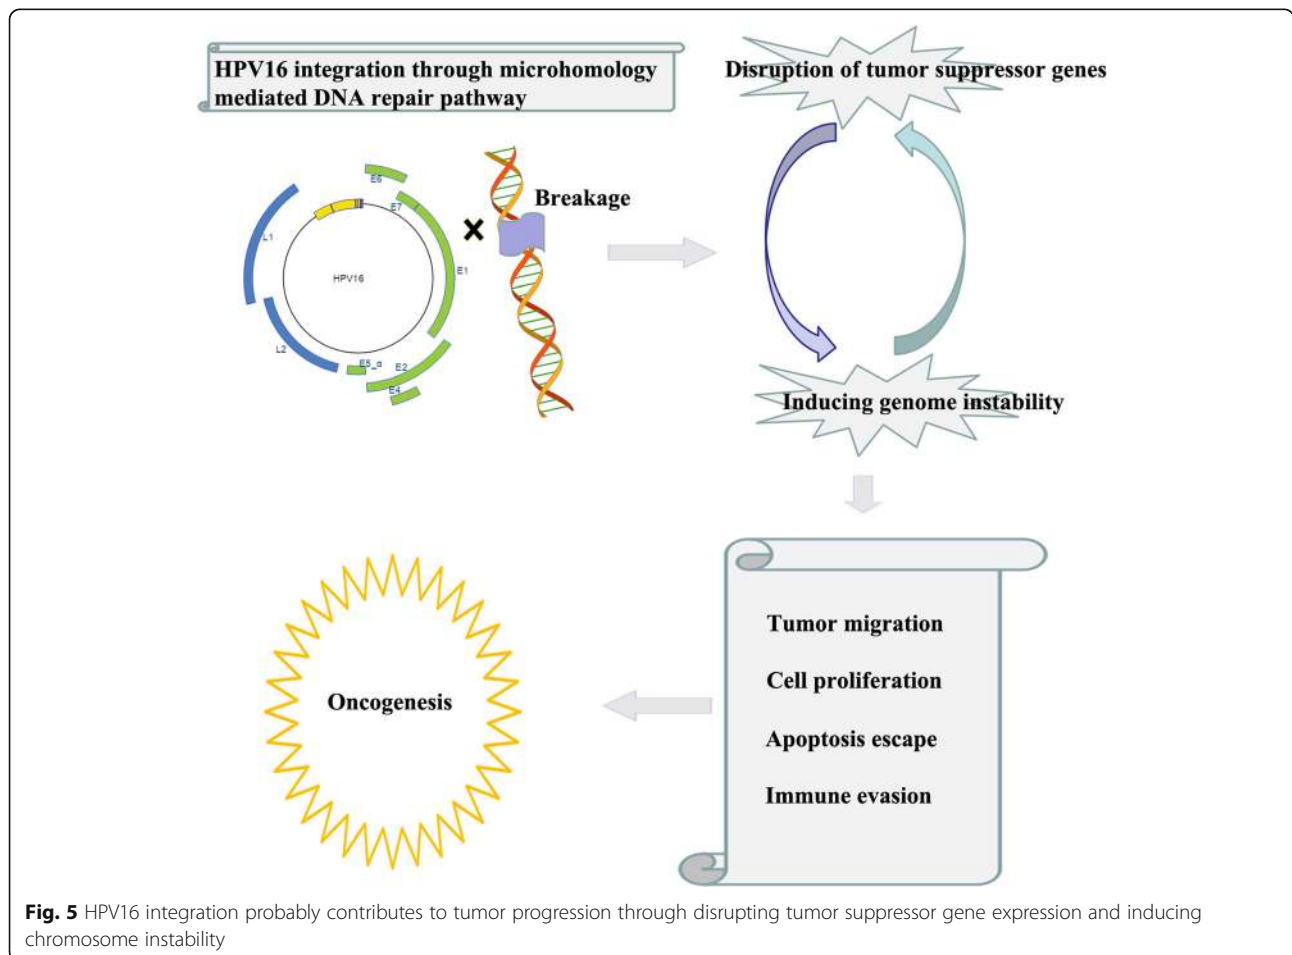 HPV16 integration through microhomology
mediated DNA repair pathway
Disruption of tumor suppressor genes
Breakage
E6
E7
L1
HPV16
E1
L2
E5_α
E2
E4
Inducing genome instability
Tumor migration
Cell proliferation
Apoptosis escape
Immune evasion
Oncogenesis
Fig. 5 HPV16 integration probably contributes to tumor progression through disrupting tumor suppressor gene expression and inducing
chromosome instability